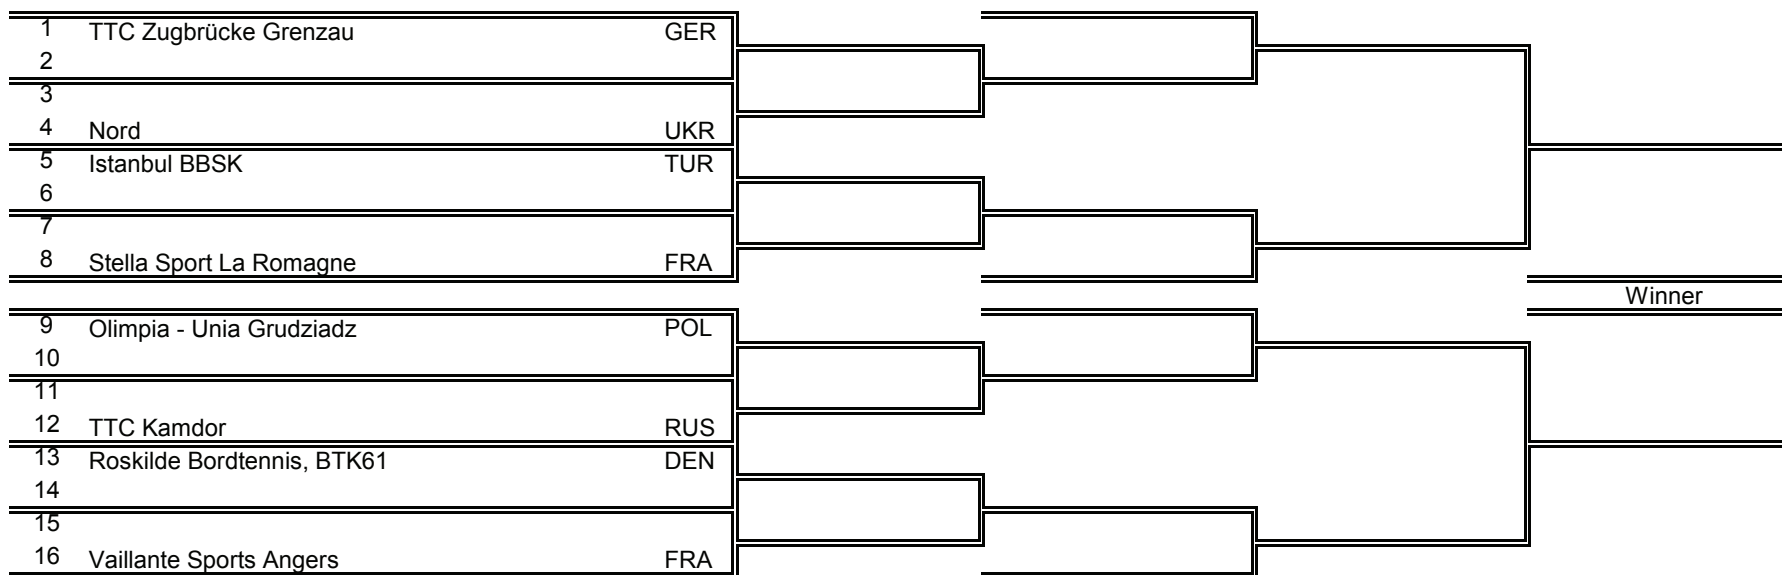 1 TTC Zugbrücke Grenzau GER
2
3
4 Nord UKR
5 Istanbul BBSK TUR
6
7
8 Stella Sport La Romagne FRA
Winner
9 Olimpia - Unia Grudziadz POL
10
11
12 TTC Kamdor RUS
13 Roskilde Bordtennis, BTK61 DEN
14
15
16 Vaillante Sports Angers FRA